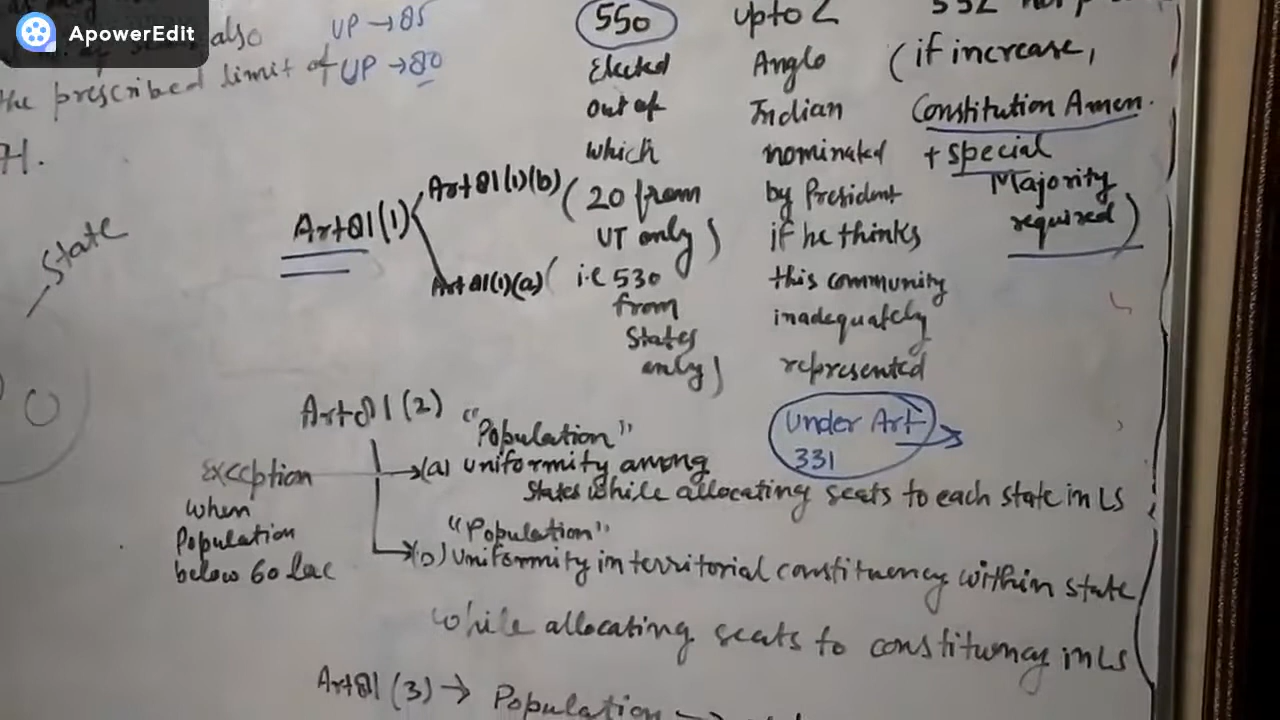 ApowerEdit
also
UP → 85
the prescribed limit of UP → 80
H.
State
550 upto 2 552
Elected Anglo (if increase,
out of Indian Constitution Amen.
which nominated + special
Majority
required)
Art 81(1) Art 81(1)(b) (20 from by President
UT only) if he thinks
Art 81(1)(a) (i.e 530 this community
from inadequately
States
only) represented
Art 81(2)
"Population" Under Art
331
Exception → (a) uniformity among
States while allocating seats to each state in LS
when
Population
below 60 lac
"Population"
(b) uniformity in territorial constituency within state
while allocating seats to constituency in LS
Art 81(3) → Population →